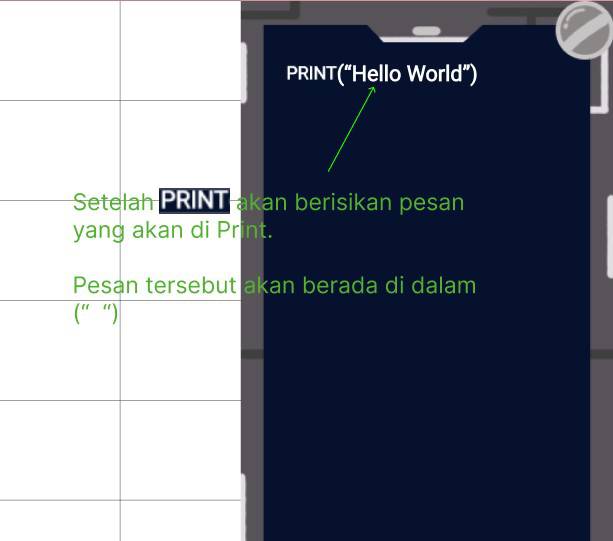 PRINT(“Hello World”)
Setelah PRINT akan berisikan pesan
yang akan di Print.
Pesan tersebut akan berada di dalam
(“  “)